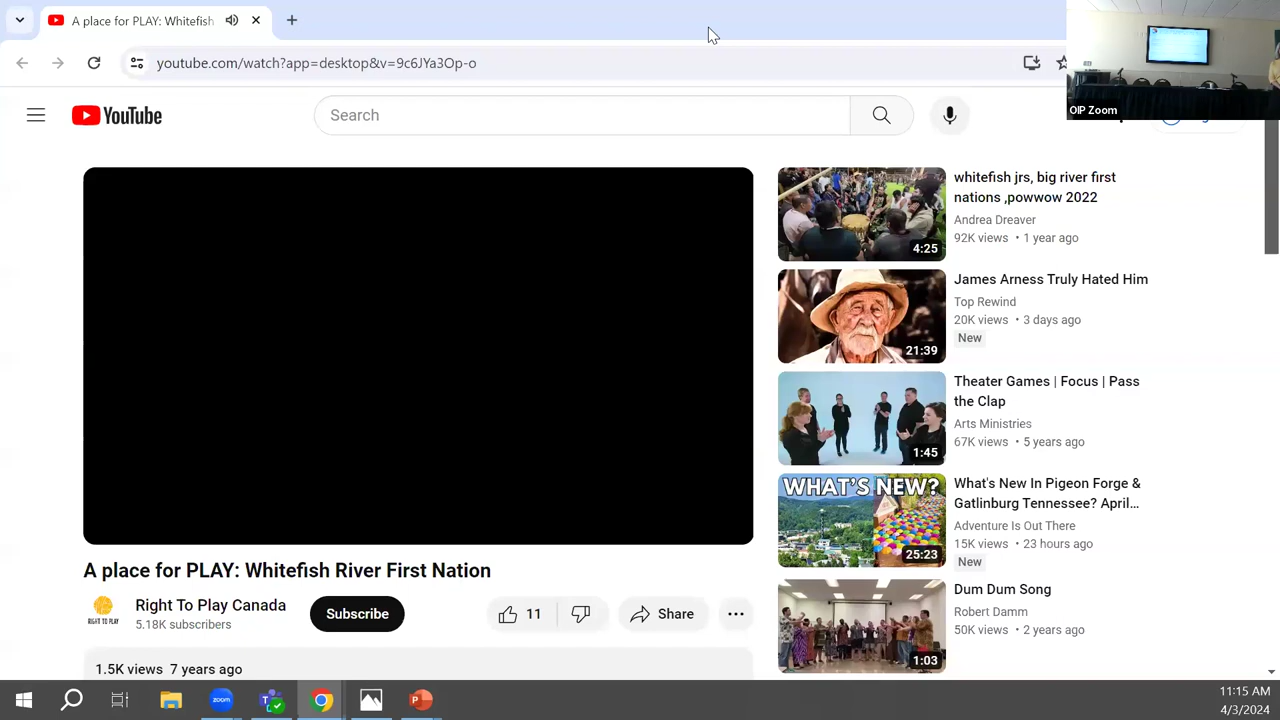 A place for PLAY: Whitefish
youtube.com/watch?app=desktop&v=9c6JYa3Op-o
OIP Zoom
YouTube
Search
whitefish jrs, big river first
nations ,powwow 2022
Andrea Dreaver
92K views • 1 year ago
4:25
James Arness Truly Hated Him
Top Rewind
20K views • 3 days ago
New
21:39
Theater Games | Focus | Pass
the Clap
Arts Ministries
67K views • 5 years ago
1:45
WHAT'S NEW?
What's New In Pigeon Forge &
Gatlinburg Tennessee? April...
Adventure Is Out There
15K views • 23 hours ago
New
25:23
Dum Dum Song
Robert Damm
50K views • 2 years ago
1:03
A place for PLAY: Whitefish River First Nation
RIGHT TO PLAY
Right To Play Canada
5.18K subscribers
Subscribe
11
Share
1.5K views 7 years ago
zoom
11:15 AM
4/3/2024